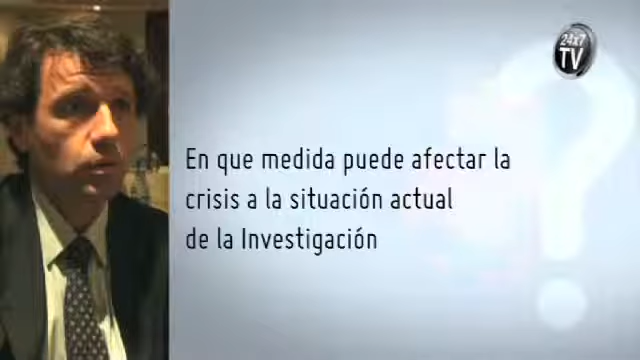 24x7
TV
En que medida puede afectar la
crisis a la situación actual
de la Investigación
?